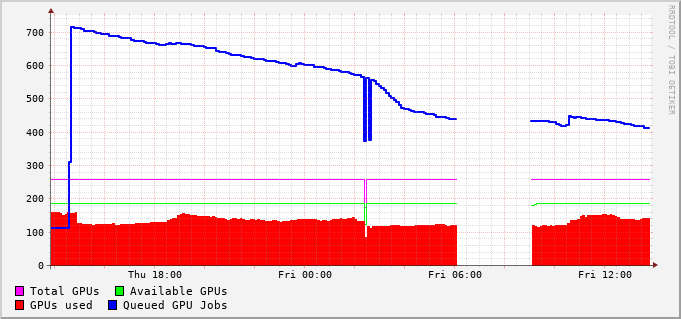 700
600
500
400
300
200
100
0
Thu 18:00 Fri 00:00 Fri 06:00 Fri 12:00
Total GPUs Available GPUs
GPUs used Queued GPU Jobs
RRDTOOL / TOBI OETIKER